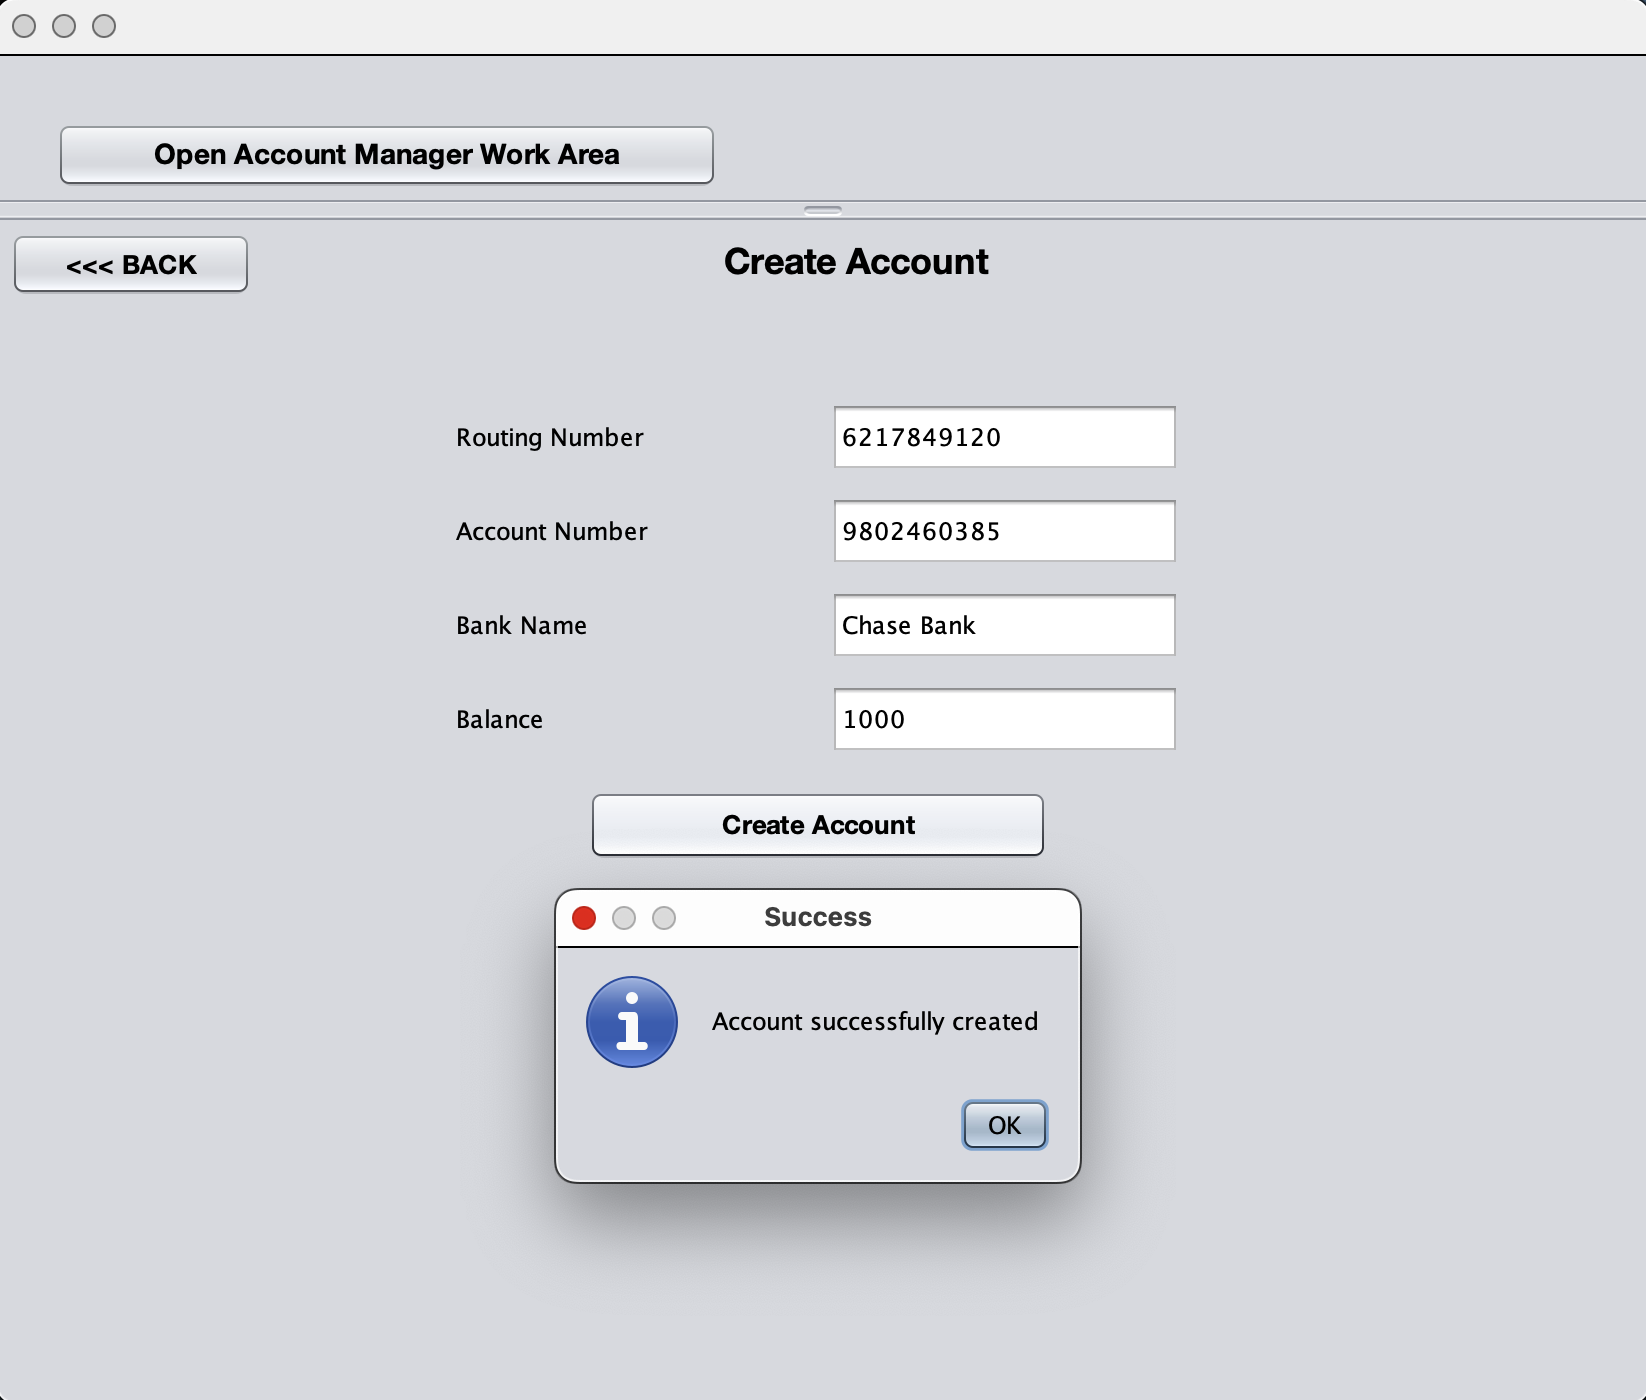 Open Account Manager Work Area
<<< BACK
Create Account
Routing Number 6217849120
Account Number 9802460385
Bank Name Chase Bank
Balance 1000
Create Account
Success
Account successfully created
OK